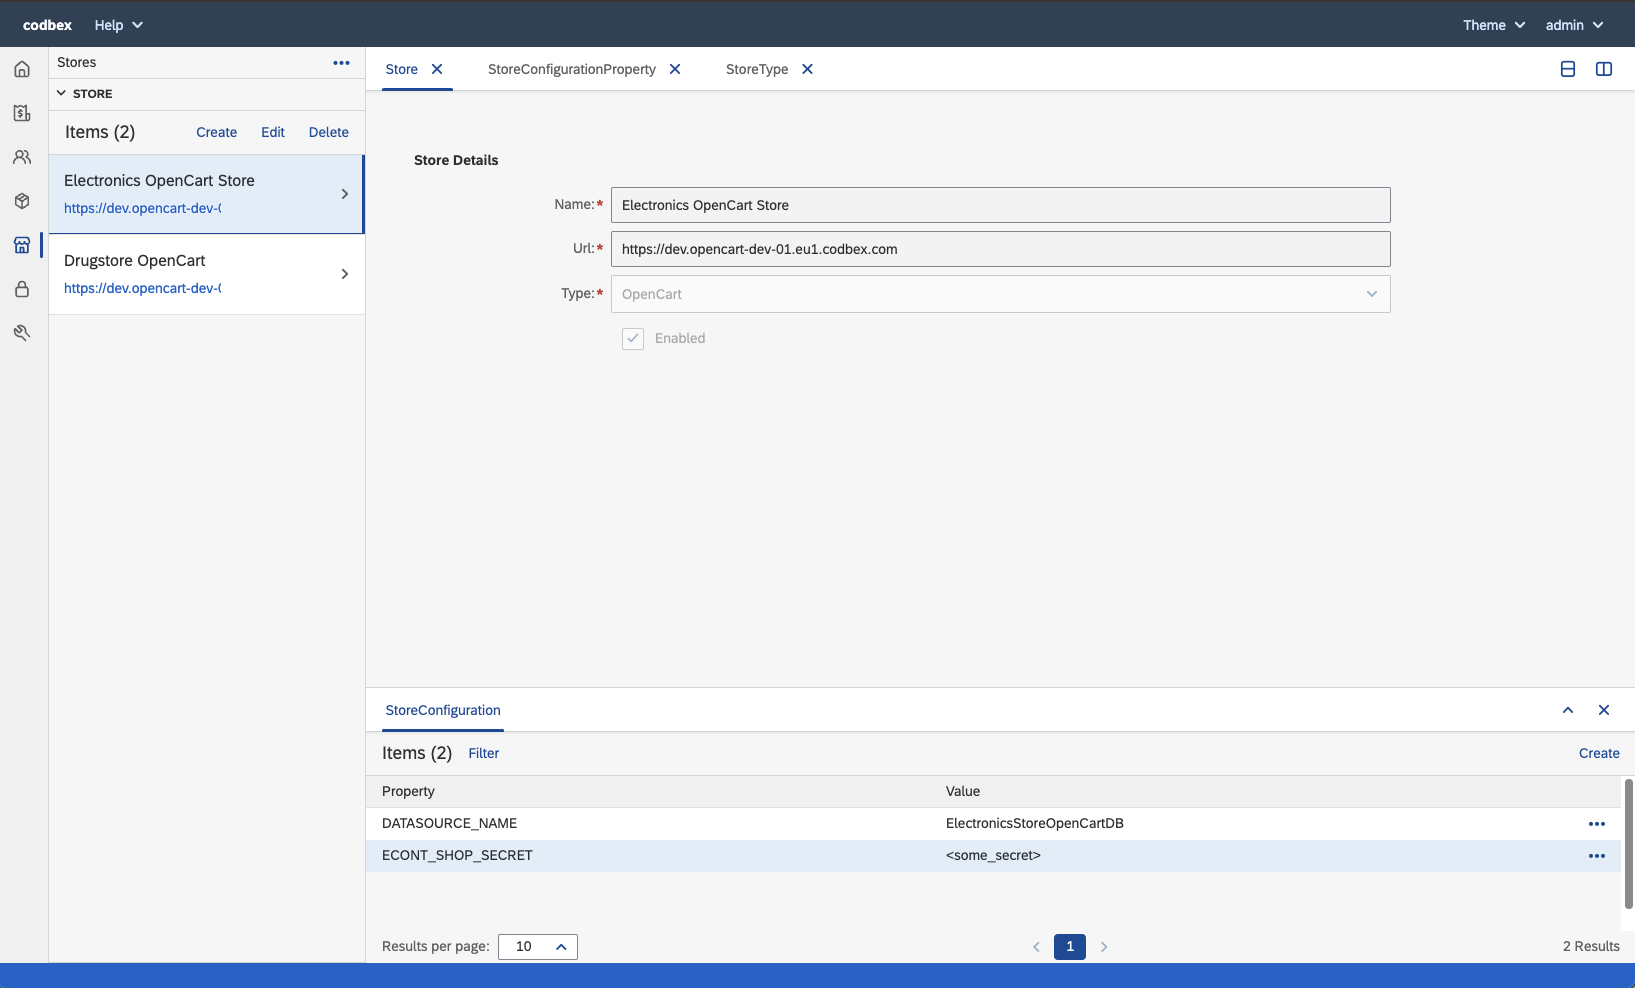 codbex Help Theme admin
Stores
STORE
Items (2) Create Edit Delete
Electronics OpenCart Store
https://dev.opencart-dev-
Drugstore OpenCart
https://dev.opencart-dev-
Store StoreConfigurationProperty StoreType
Store Details
Name:* Electronics OpenCart Store
Url:* https://dev.opencart-dev-01.eu1.codbex.com
Type:* OpenCart
Enabled
StoreConfiguration
Items (2) Filter Create
Property Value
DATASOURCE_NAME ElectronicsStoreOpenCartDB
ECONT_SHOP_SECRET <some_secret>
Results per page: 10 1 2 Results